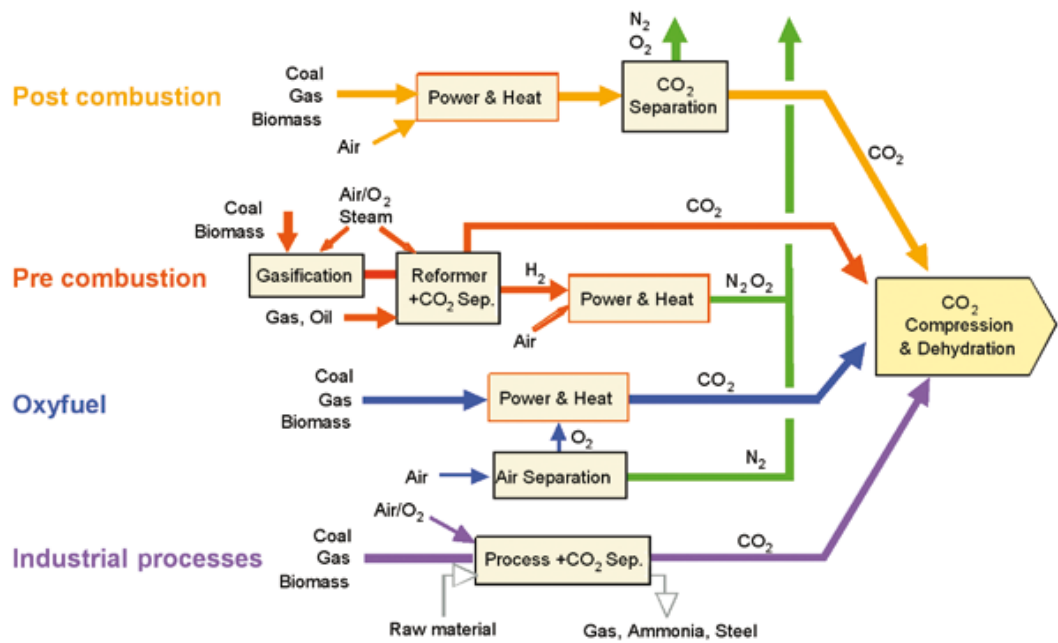 N₂
O₂
Coal
Gas
Biomass
Post combustion
Power & Heat
CO₂
Separation
Air
CO₂
Air/O₂
Steam
Coal
Biomass
CO₂
Pre combustion
Gasification
Reformer
+CO₂ Sep.
H₂
Power & Heat
N₂ O₂
Gas, Oil
Air
CO₂
Compression
& Dehydration
Coal
Gas
Biomass
Oxyfuel
Power & Heat
CO₂
O₂
Air
Air Separation
N₂
Air/O₂
Coal
Gas
Biomass
Industrial processes
Process +CO₂ Sep.
CO₂
Raw material
Gas, Ammonia, Steel